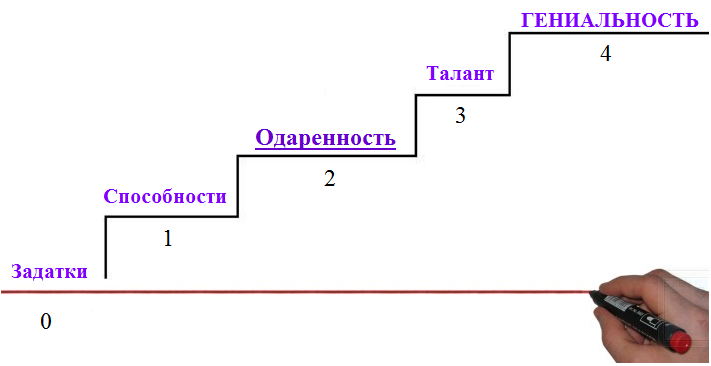 ГЕНИАЛЬНОСТЬ
4
Талант
3
Одаренность
2
Способности
1
Задатки
0